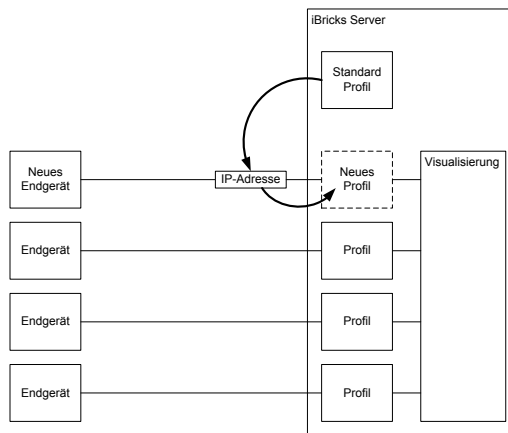 iBricks Server
Standard
Profil
Neues
Endgerät
IP-Adresse
Neues
Profil
Visualisierung
Endgerät
Profil
Endgerät
Profil
Endgerät
Profil